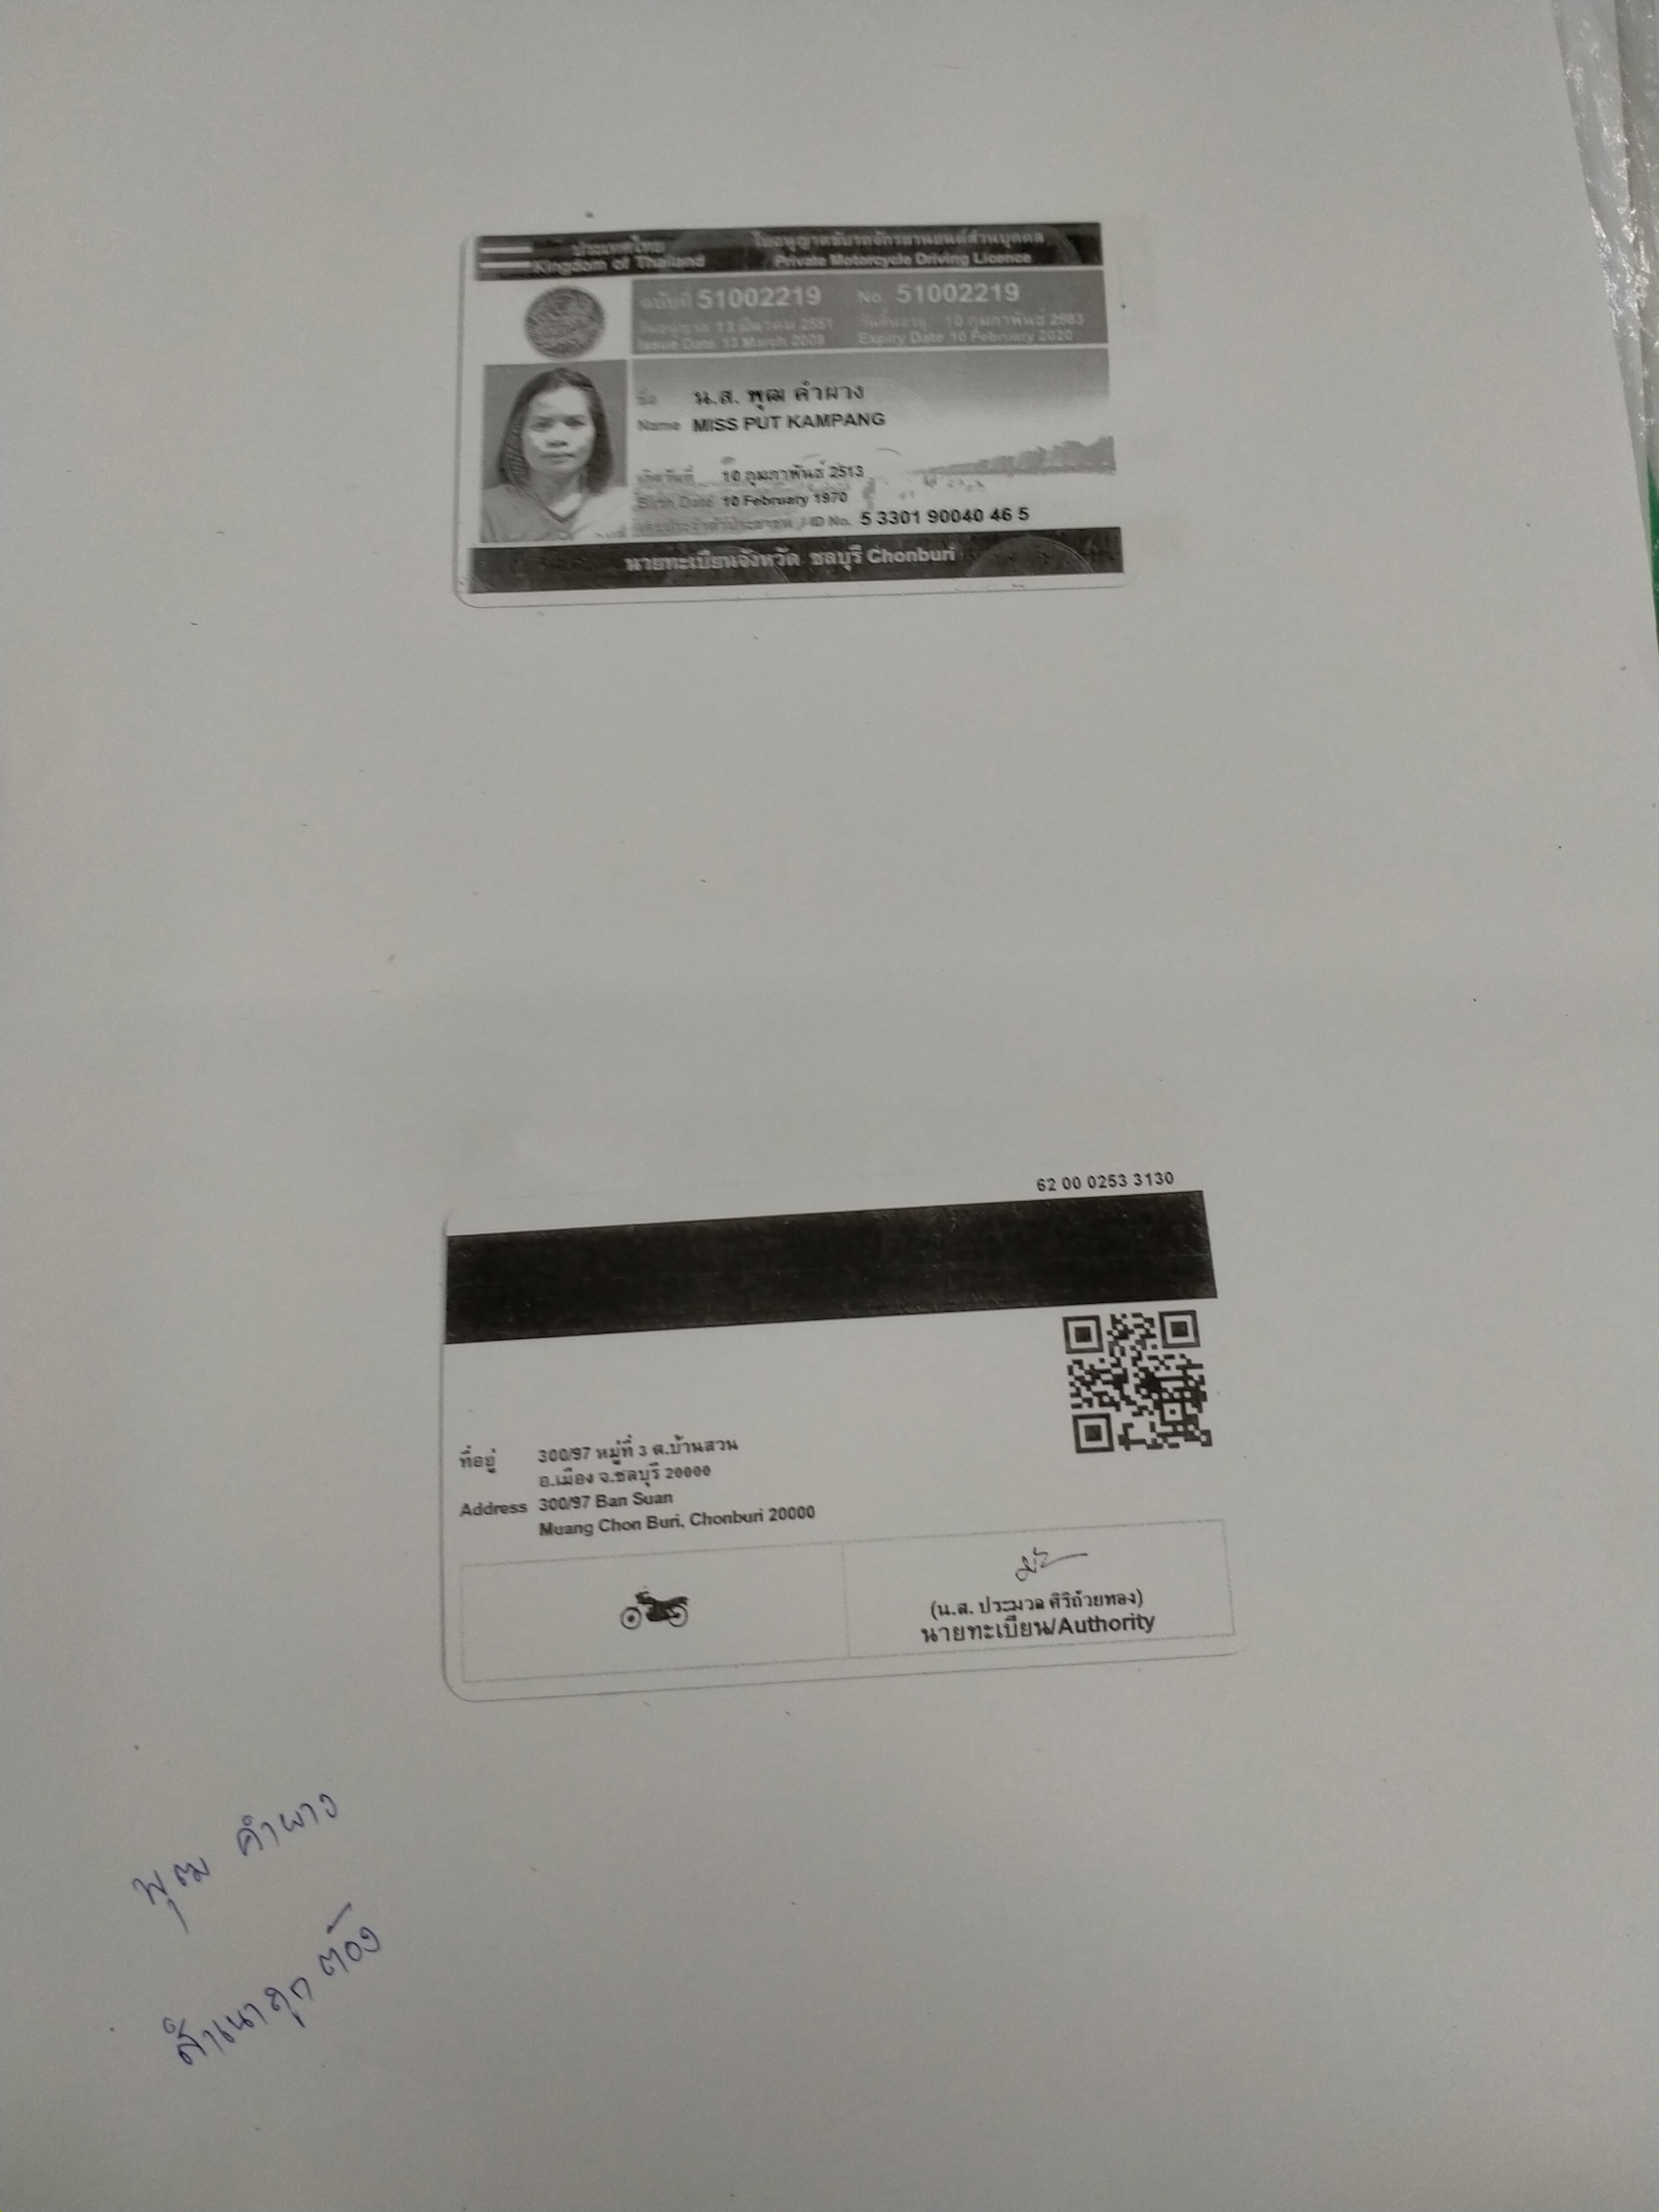 ประเทศไทย ใบอนุญาตขับรถจักรยานยนต์ส่วนบุคคล
Kingdom of Thailand Private Motorcycle Driving Licence
ฉบับที่ 51002219 No. 51002219
วันอนุญาต 13 มีนาคม 2551 วันสิ้นอายุ 10 กุมภาพันธ์ 2563
Issue Date 13 March 2008 Expiry Date 10 February 2020
ชื่อ น.ส. พุฒ คำผาง
Name MISS PUT KAMPANG
เกิดวันที่ 10 กุมภาพันธ์ 2513
Birth Date 10 February 1970
เลขประจำตัวประชาชน / ID No. 5 3301 90040 46 5
นายทะเบียนจังหวัด ชลบุรี Chonburi
62 00 0253 3130
ที่อยู่ 300/97 หมู่ที่ 3 ต.บ้านสวน
อ.เมือง จ.ชลบุรี 20000
Address 300/97 Ban Suan
Muang Chon Buri, Chonburi 20000
(น.ส. ประมวล ศิริถ้วยทอง)
นายทะเบียน/Authority
พุฒ คำผาง
สำเนาถูกต้อง